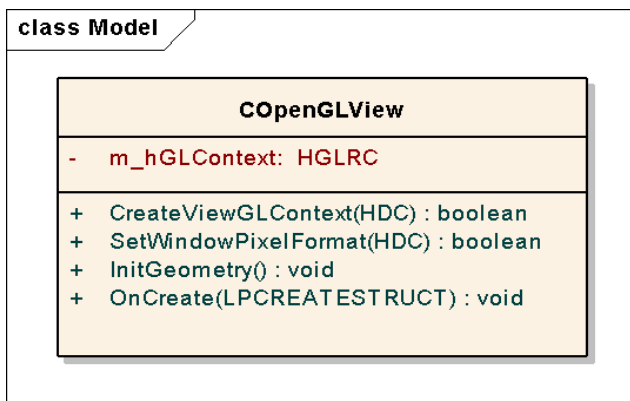 class Model
COpenGLView
- m_hGLContext: HGLRC
+ CreateViewGLContext(HDC) : boolean
+ SetWindowPixelFormat(HDC) : boolean
+ InitGeometry() : void
+ OnCreate(LPCREATESTRUCT) : void